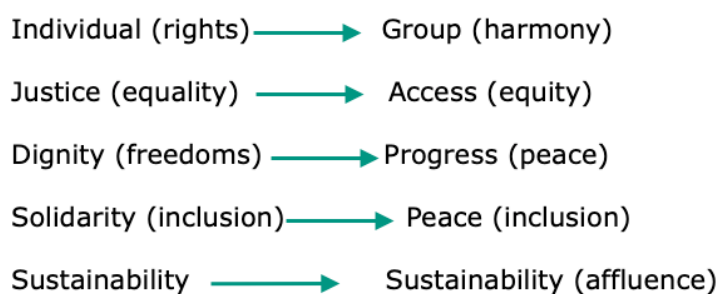 Individual (rights) Group (harmony)
Justice (equality) Access (equity)
Dignity (freedoms) Progress (peace)
Solidarity (inclusion) Peace (inclusion)
Sustainability Sustainability (affluence)